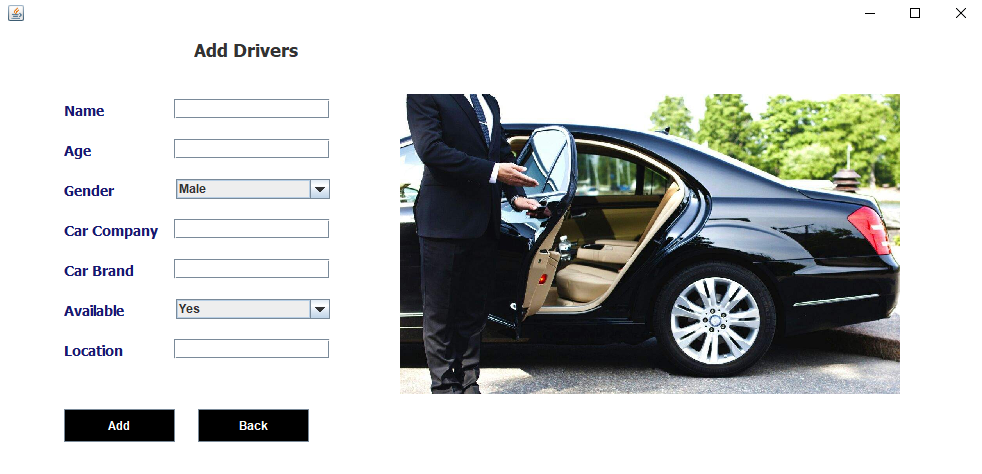 Add Drivers
Name
Age
Gender Male
Car Company
Car Brand
Available Yes
Location
Add Back